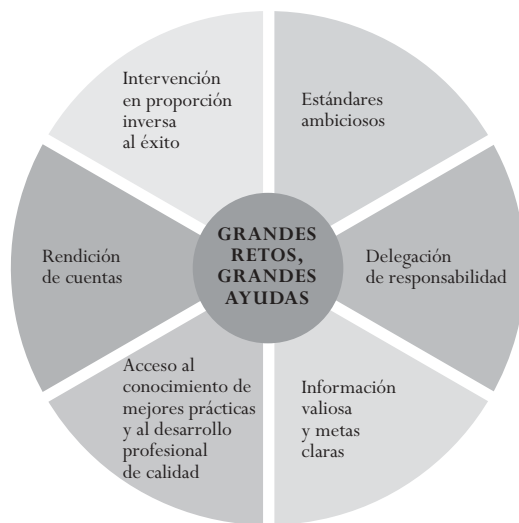 Intervención
en proporción
inversa
al éxito
Estándares
ambiciosos
Rendición
de cuentas
GRANDES
RETOS,
GRANDES
AYUDAS
Delegación
de responsabilidad
Acceso al
conocimiento de
mejores prácticas
y al desarrollo
profesional
de calidad
Información
valiosa
y metas
claras